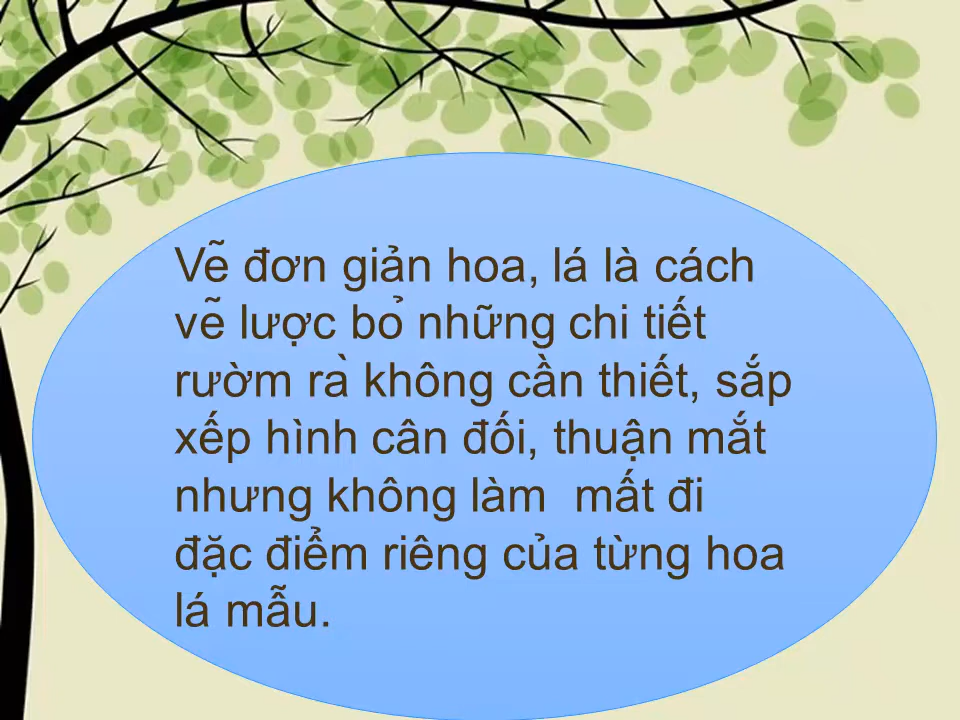 Vẽ đơn giản hoa, lá là cách
vẽ lược bỏ những chi tiết
rườm rà không cần thiết, sắp
xếp hình cân đối, thuận mắt
nhưng không làm  mất đi
đặc điểm riêng của từng hoa
lá mẫu.